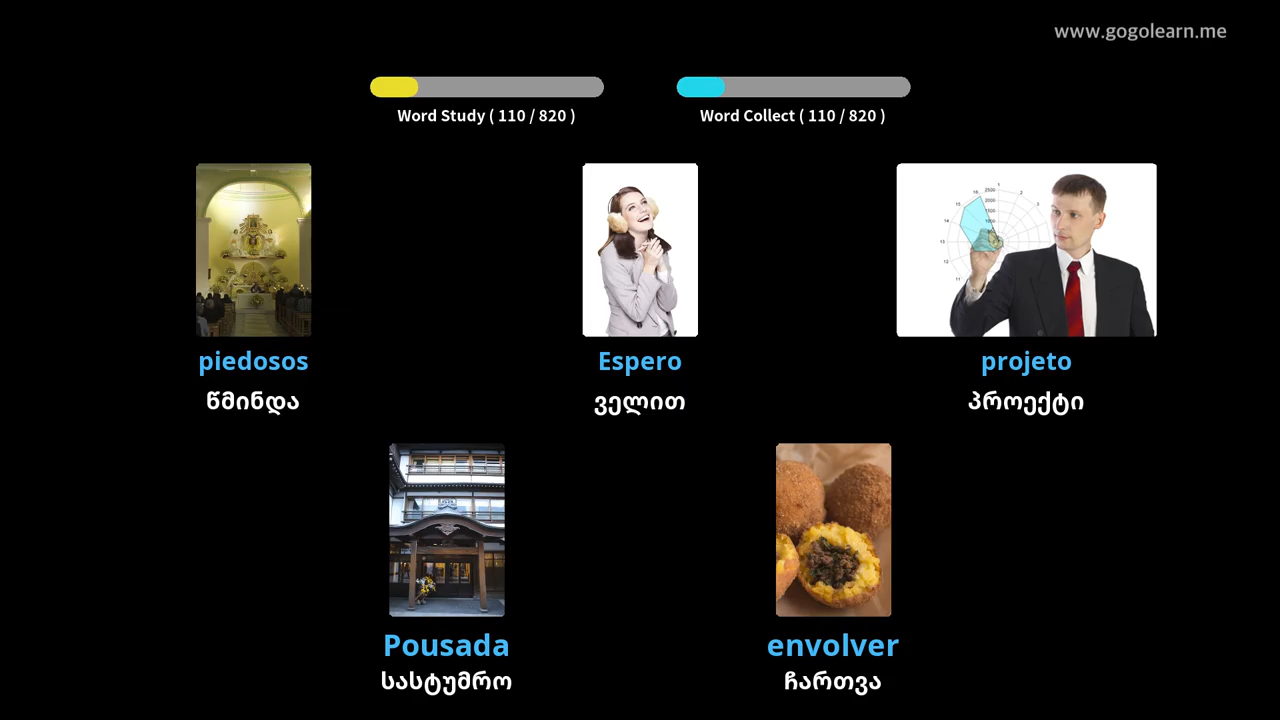 www.gogolearn.me
Word Study ( 110 / 820 )
Word Collect ( 110 / 820 )
piedosos
წმინდა
Espero
ველით
projeto
პროექტი
Pousada
სასტუმრო
envolver
ჩართვა